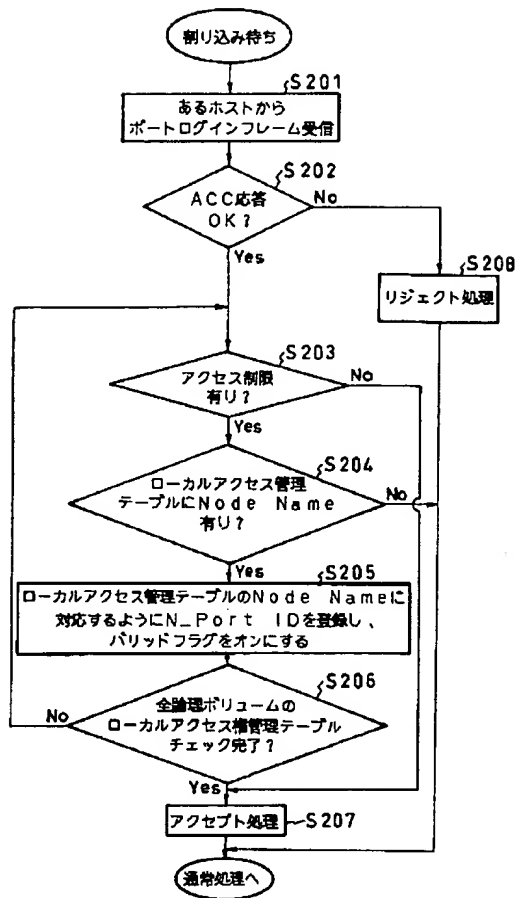 割り込み待ち
S201
あるホストから
ポートログインフレーム受信
S202
ACC応答
OK?
No
Yes
S208
リジェクト処理
S203
アクセス制限
有り?
No
Yes
S204
ローカルアクセス管理
テーブルにNode Name
有り?
No
Yes
S205
ローカルアクセス管理テーブルのNode Nameに
対応するようにN_Port IDを登録し、
バリッドフラグをオンにする
S206
全論理ボリュームの
ローカルアクセス権管理テーブル
チェック完了?
No
Yes
アクセプト処理
S207
通常処理へ